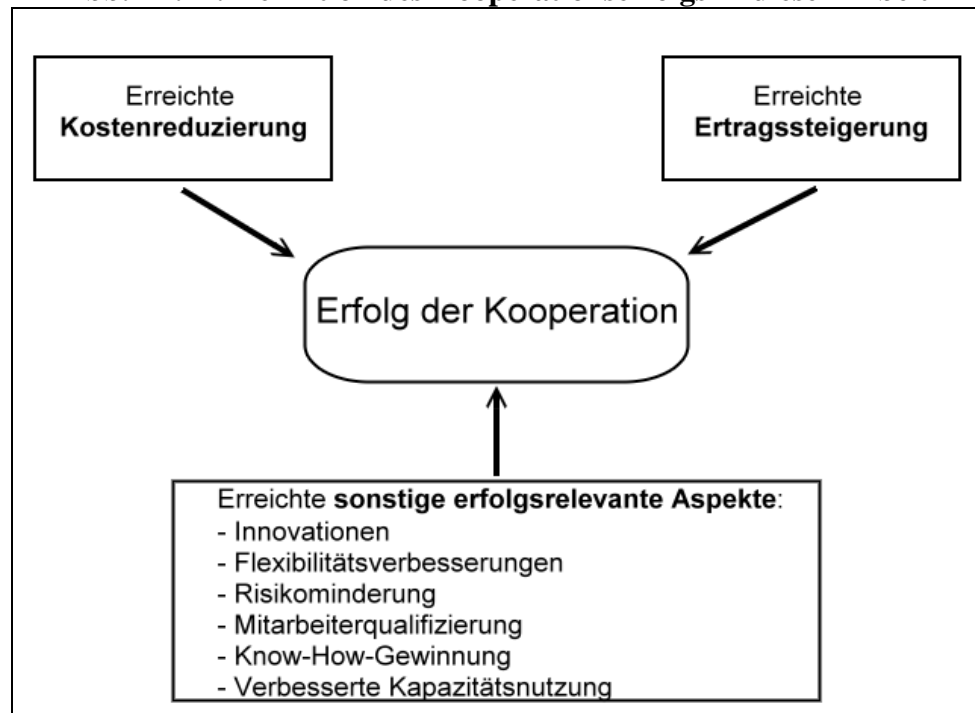 Erreichte
Kostenreduzierung
Erreichte
Ertragssteigerung
Erfolg der Kooperation
Erreichte sonstige erfolgsrelevante Aspekte:
- Innovationen
- Flexibilitätsverbesserungen
- Risikominderung
- Mitarbeiterqualifizierung
- Know-How-Gewinnung
- Verbesserte Kapazitätsnutzung